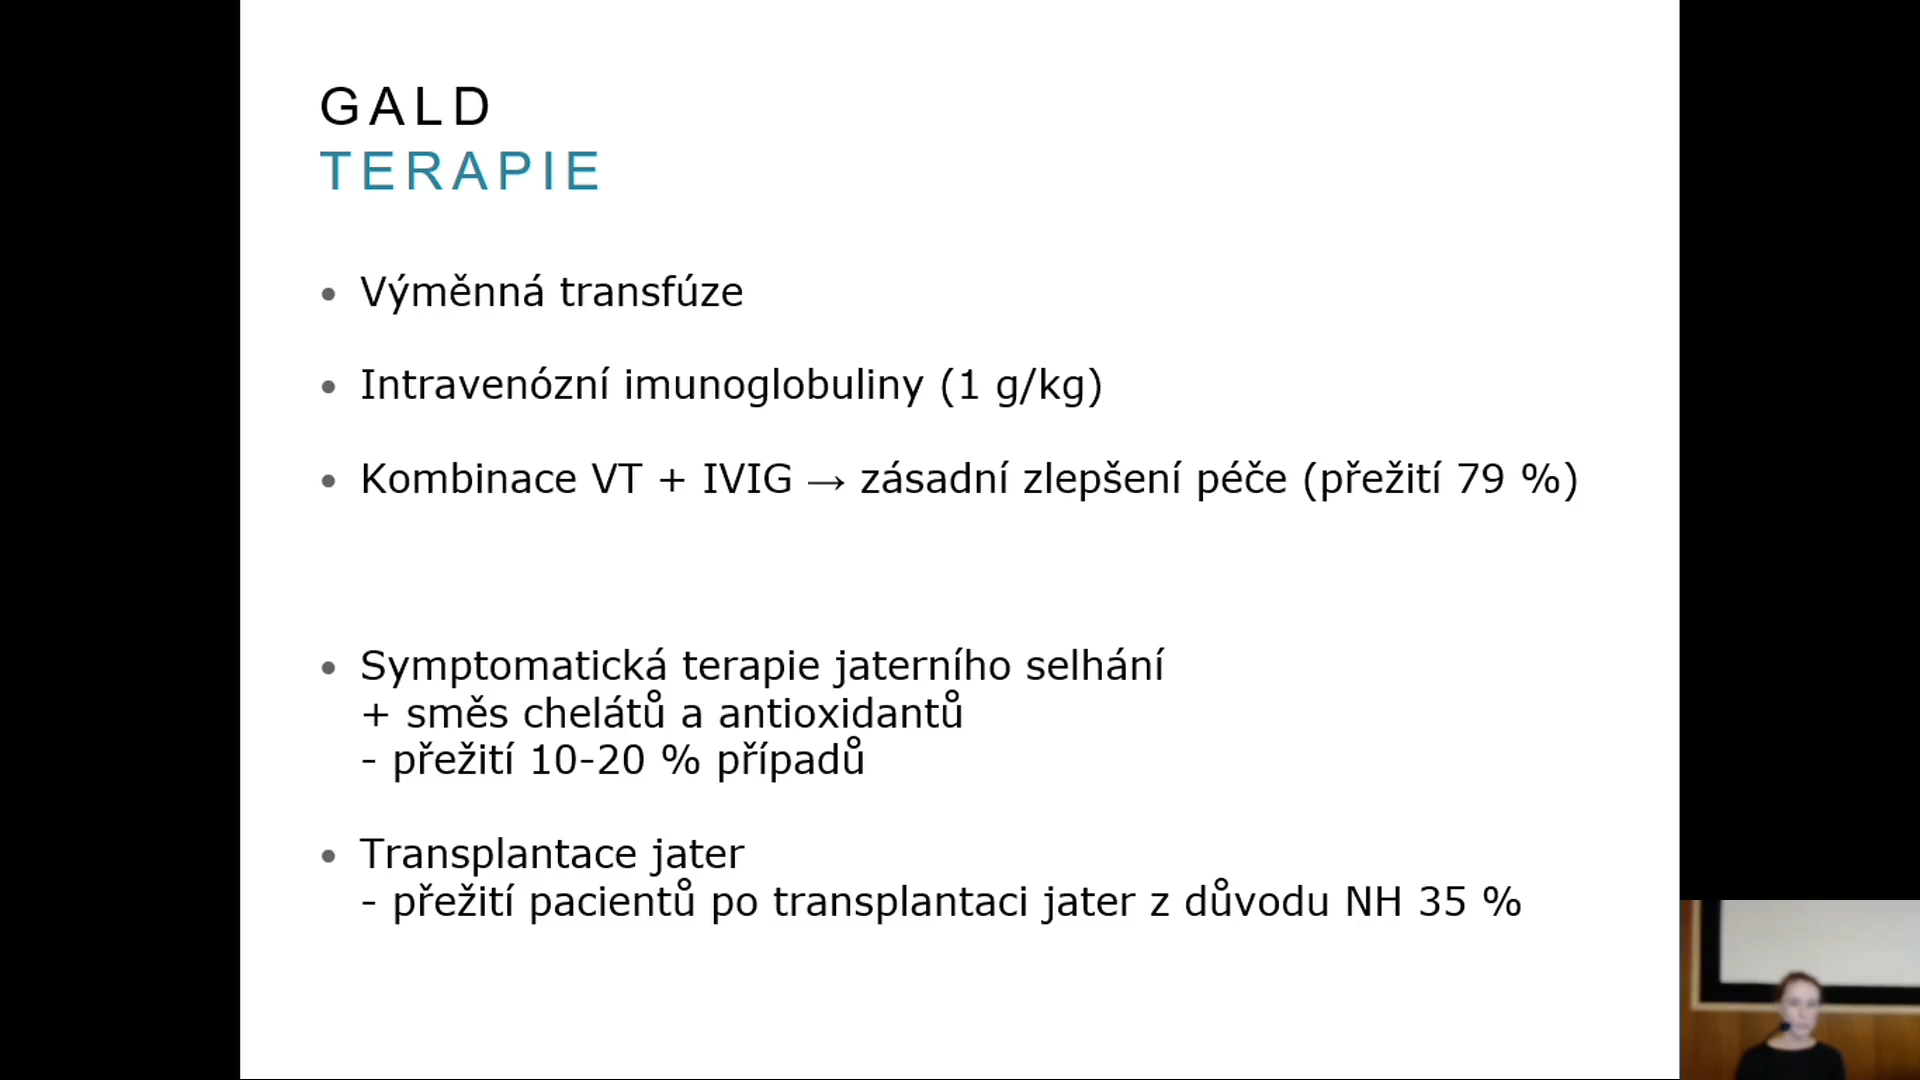 GALD
TERAPIE
• Výměnná transfúze
• Intravenózní imunoglobuliny (1 g/kg)
• Kombinace VT + IVIG → zásadní zlepšení péče (přežití 79 %)
• Symptomatická terapie jaterního selhání
+ směs chelátů a antioxidantů
- přežití 10-20 % případů
• Transplantace jater
- přežití pacientů po transplantaci jater z důvodu NH 35 %